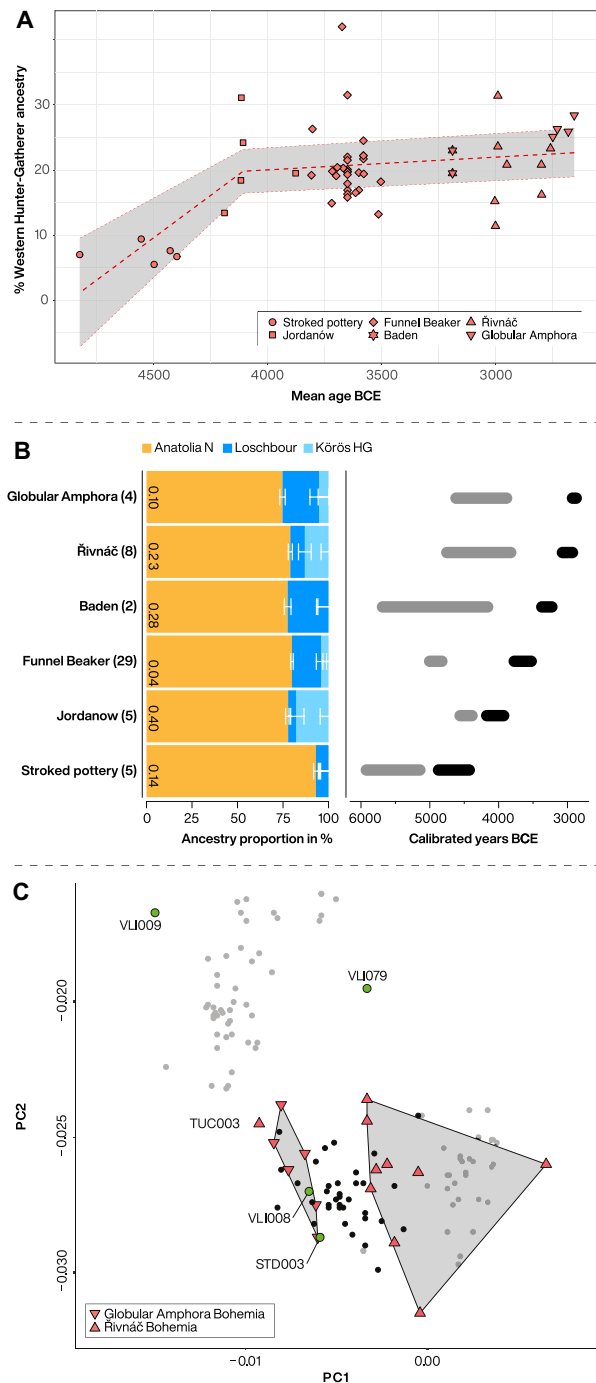 A
% Western Hunter-Gatherer ancestry
30
20
10
0
4500
4000
3500
3000
Mean age BCE
Stroked pottery
Funnel Beaker
Řivnáč
Jordanów
Baden
Globular Amphora
B
Anatolia N
Loschbour
Körös HG
Globular Amphora (4)
0.10
Řivnáč (8)
0.23
Baden (2)
0.28
Funnel Beaker (29)
0.04
Jordanow (5)
0.40
Stroked pottery (5)
0.14
0
25
50
75
100
Ancestry proportion in %
6000
5000
4000
3000
Calibrated years BCE
C
VLI009
VLI079
TUC003
VLI008
STD003
PC2
−0.020
−0.025
−0.030
Globular Amphora Bohemia
Řivnáč Bohemia
−0.01
0.00
PC1